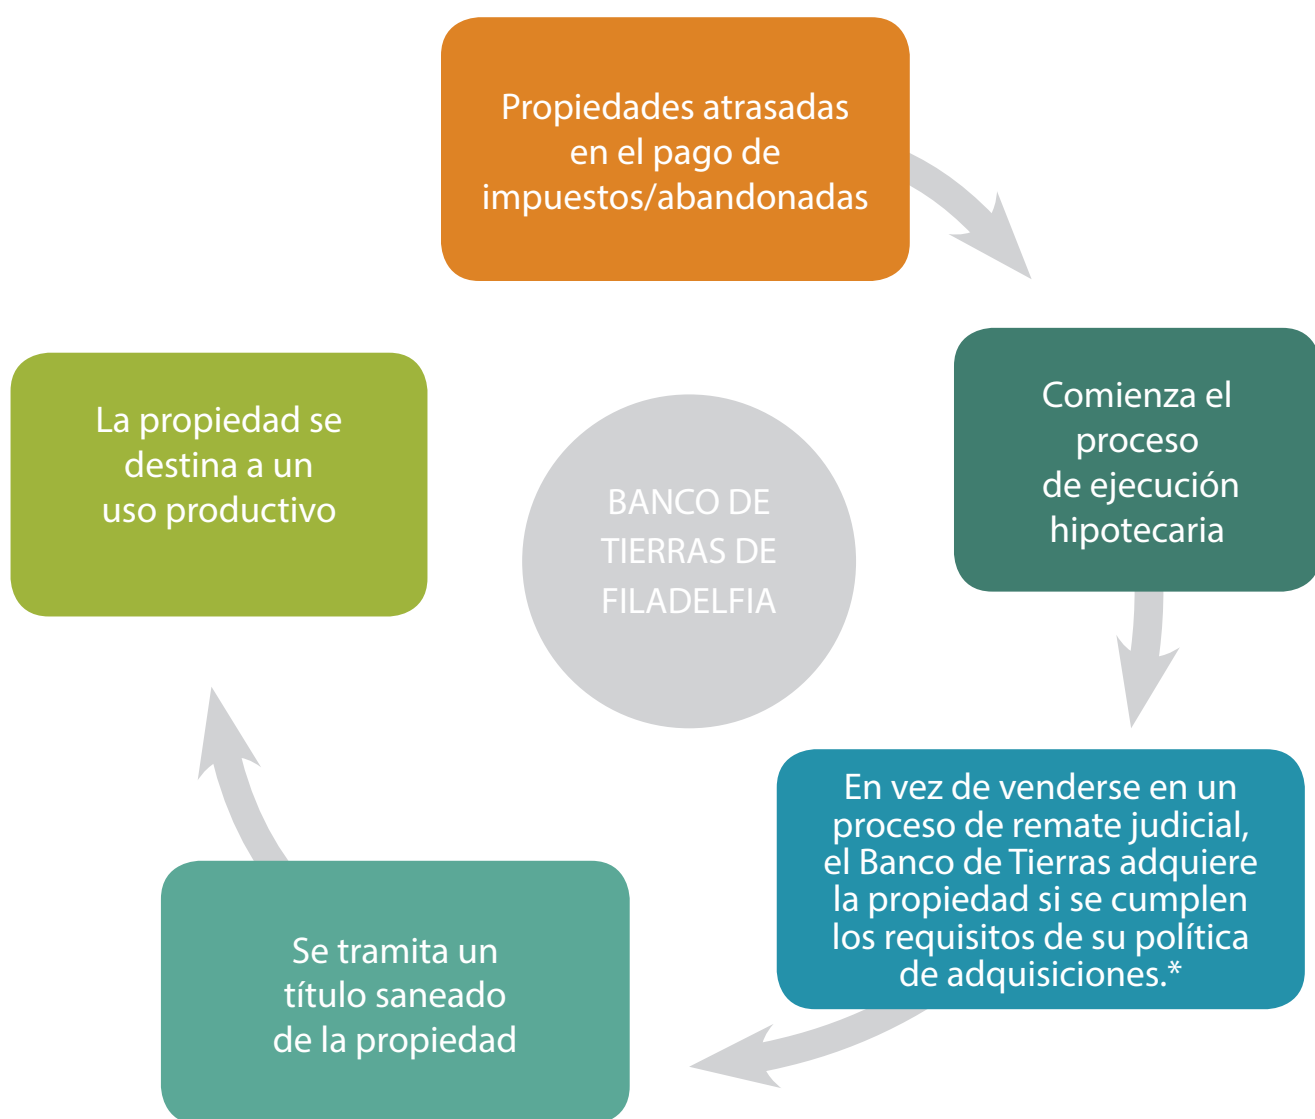 Propiedades atrasadas
en el pago de
impuestos/abandonadas
Comienza el
proceso
de ejecución
hipotecaria
En vez de venderse en un
proceso de remate judicial,
el Banco de Tierras adquiere
la propiedad si se cumplen
los requisitos de su política
de adquisiciones.*
Se tramita un
título saneado
de la propiedad
La propiedad se
destina a un
uso productivo
BANCO DE
TIERRAS DE
FILADELFIA